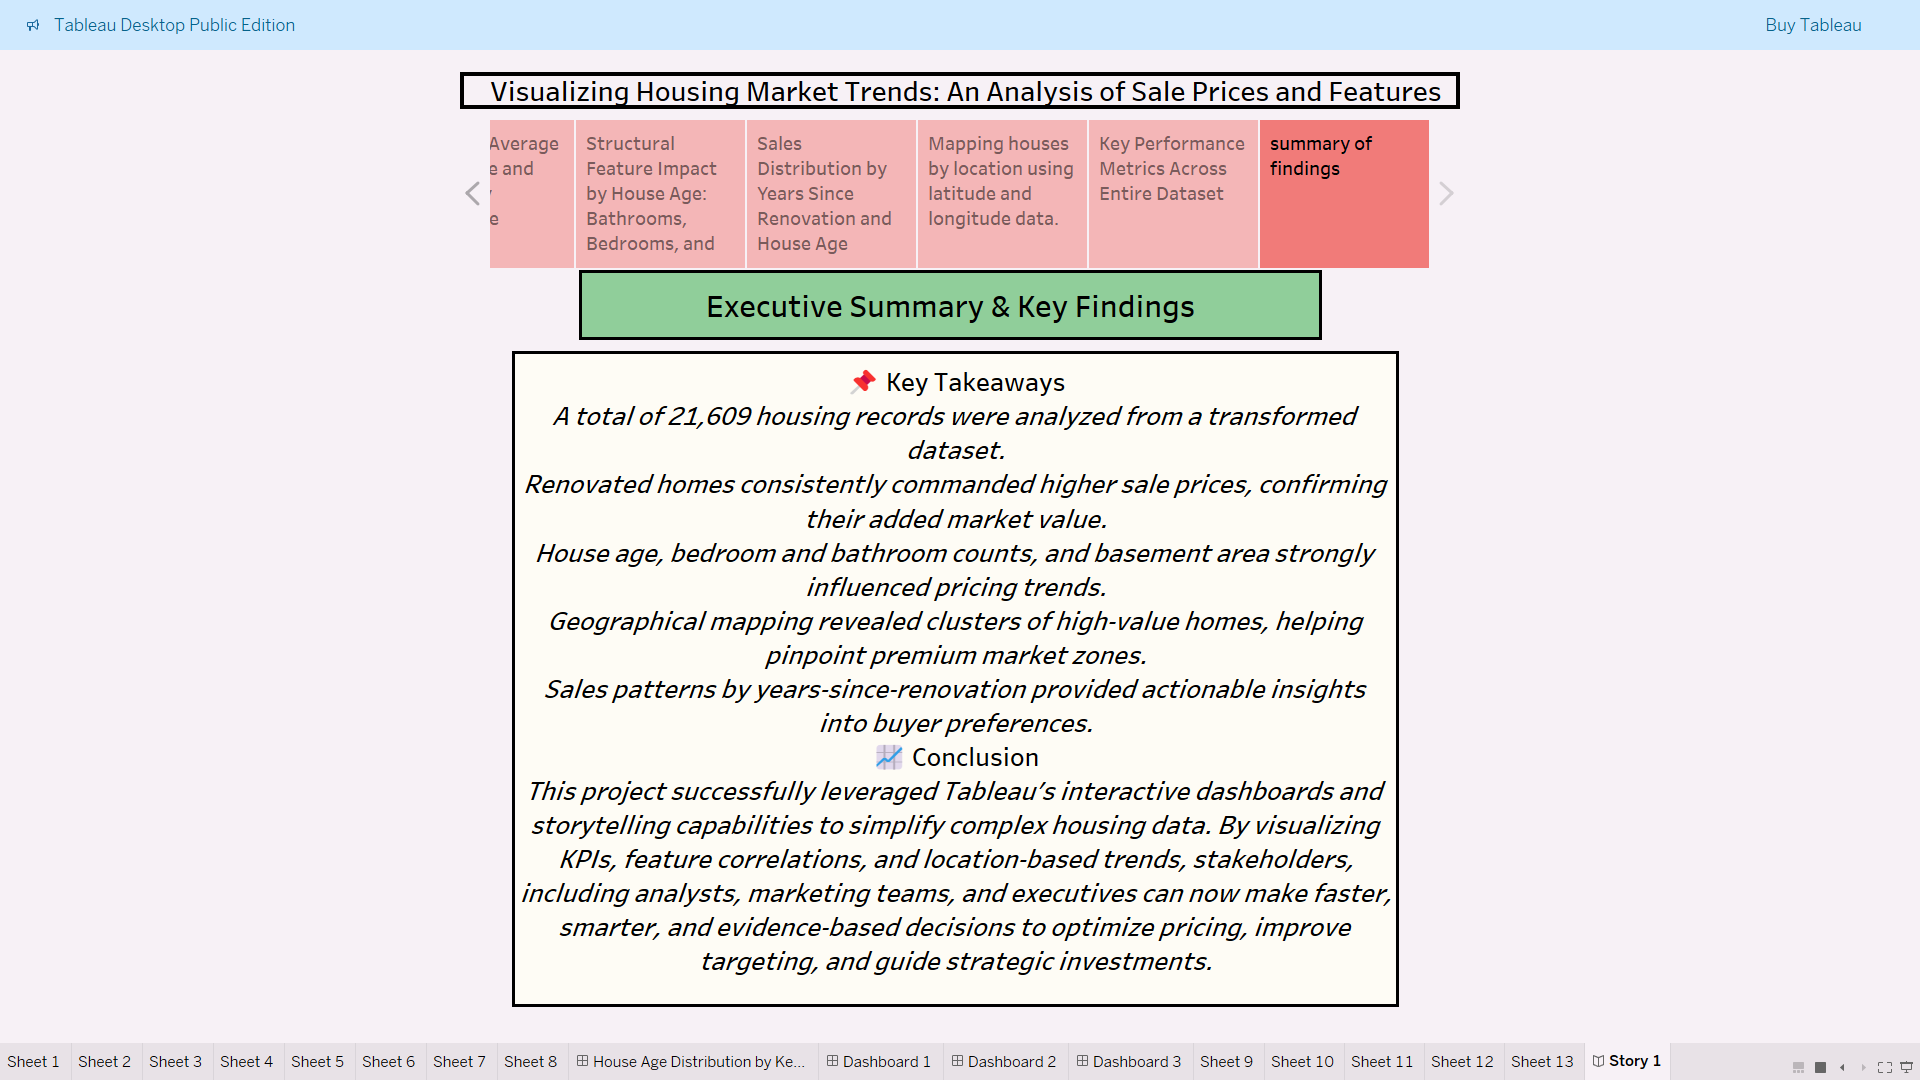 Tableau Desktop Public Edition
Buy Tableau
Visualizing Housing Market Trends: An Analysis of Sale Prices and Features
Average
e and
e
Structural
Feature Impact
by House Age:
Bathrooms,
Bedrooms, and
Sales
Distribution by
Years Since
Renovation and
House Age
Mapping houses
by location using
latitude and
longitude data.
Key Performance
Metrics Across
Entire Dataset
summary of
findings
Executive Summary & Key Findings
📌 Key Takeaways
A total of 21,609 housing records were analyzed from a transformed
dataset.
Renovated homes consistently commanded higher sale prices, confirming
their added market value.
House age, bedroom and bathroom counts, and basement area strongly
influenced pricing trends.
Geographical mapping revealed clusters of high-value homes, helping
pinpoint premium market zones.
Sales patterns by years-since-renovation provided actionable insights
into buyer preferences.
📈 Conclusion
This project successfully leveraged Tableau’s interactive dashboards and
storytelling capabilities to simplify complex housing data. By visualizing
KPIs, feature correlations, and location-based trends, stakeholders,
including analysts, marketing teams, and executives can now make faster,
smarter, and evidence-based decisions to optimize pricing, improve
targeting, and guide strategic investments.
Sheet 1 Sheet 2 Sheet 3 Sheet 4 Sheet 5 Sheet 6 Sheet 7 Sheet 8 House Age Distribution by Ke... Dashboard 1 Dashboard 2 Dashboard 3 Sheet 9 Sheet 10 Sheet 11 Sheet 12 Sheet 13 Story 1